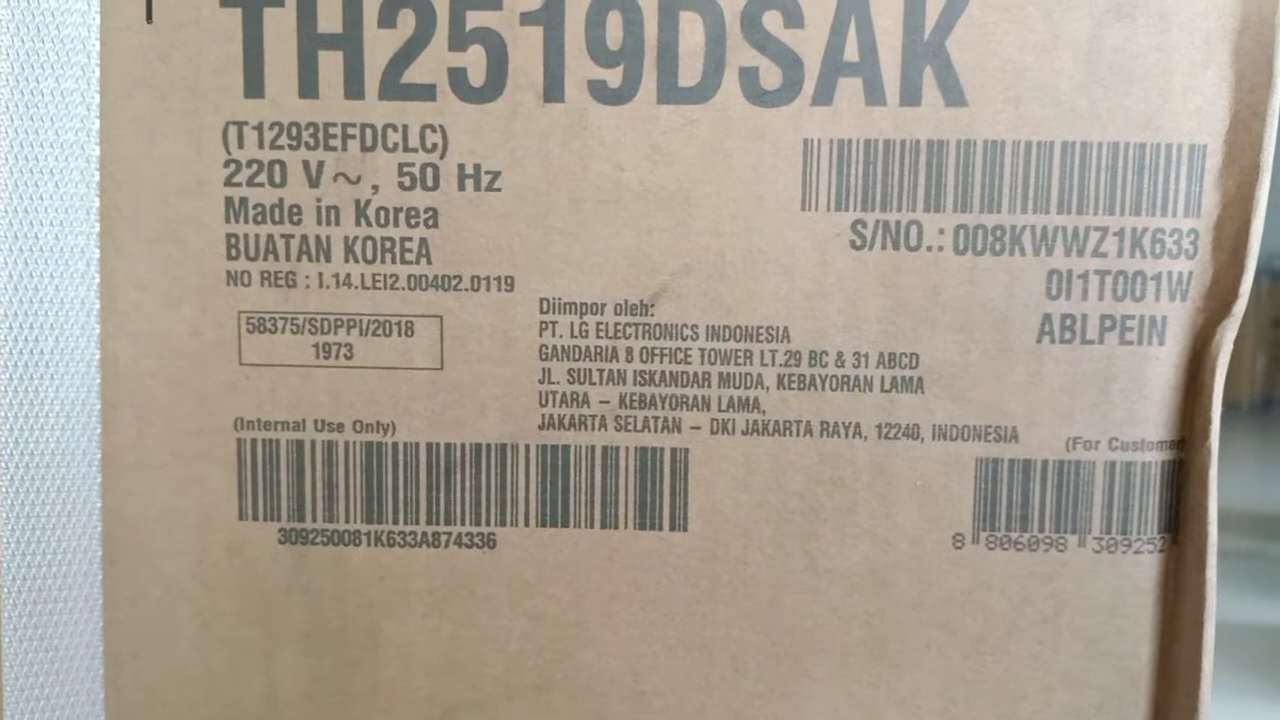 TH2519DSAK
(T1293EFDCLC)
220 V~, 50 Hz
Made in Korea
BUATAN KOREA
NO REG : I.14.LEI2.00402.0119
58375/SDPPI/2018
1973
S/NO.: 008KWWZ1K633
0I1T001W
ABLPEIN
Diimpor oleh:
PT. LG ELECTRONICS INDONESIA
GANDARIA 8 OFFICE TOWER LT.29 BC & 31 ABCD
JL. SULTAN ISKANDAR MUDA, KEBAYORAN LAMA
UTARA – KEBAYORAN LAMA,
JAKARTA SELATAN – DKI JAKARTA RAYA, 12240, INDONESIA
(Internal Use Only)
309250081K633A874336
(For Customer
8 806098 309252